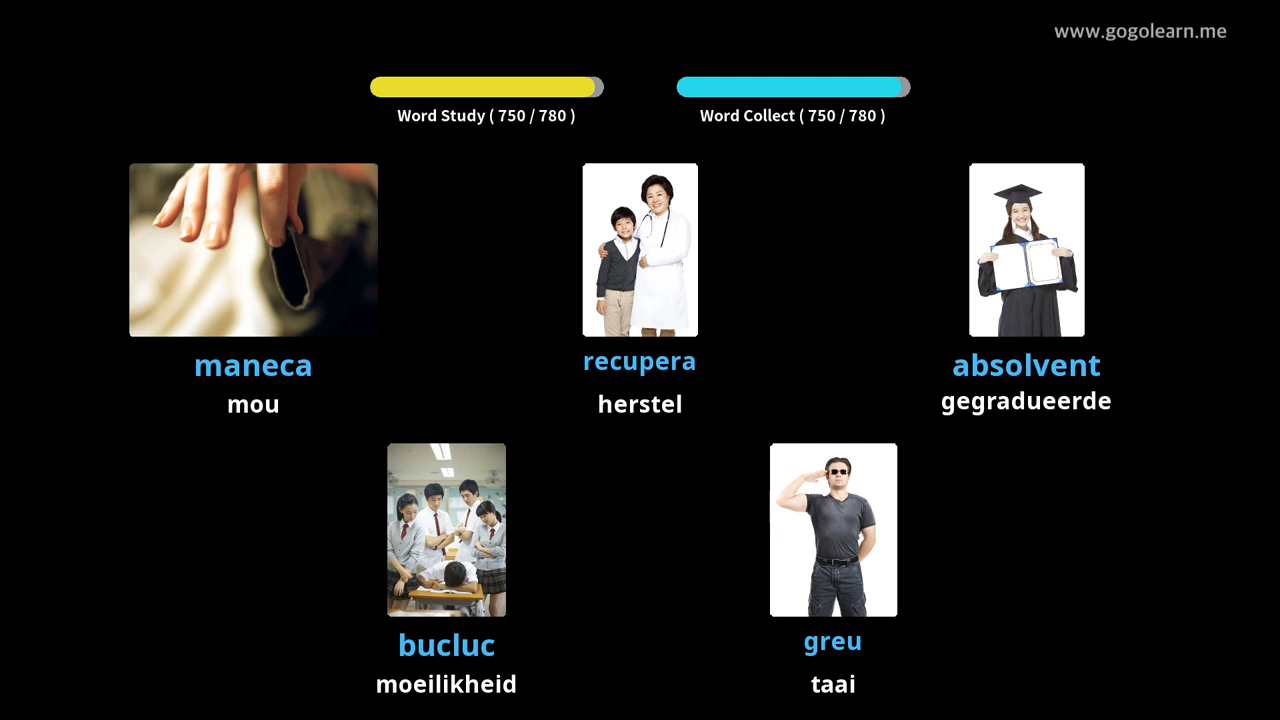 www.gogolearn.me
Word Study ( 750 / 780 )
Word Collect ( 750 / 780 )
maneca
mou
recupera
herstel
absolvent
gegradueerde
bucluc
moeilikheid
greu
taai